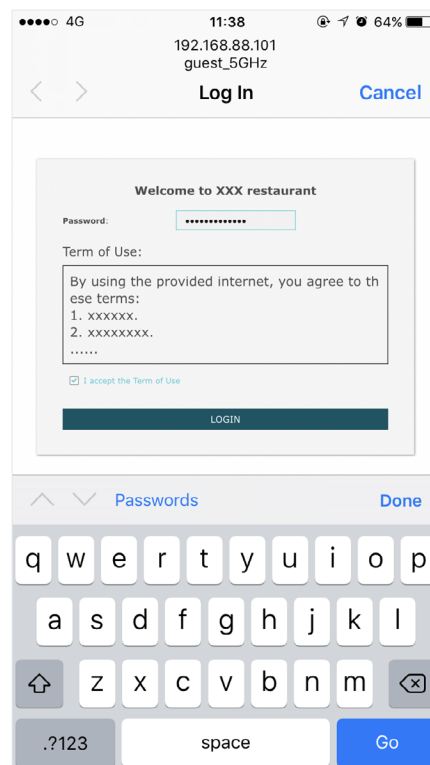 4G 11:38 64%
192.168.88.101
guest_5GHz
Log In Cancel
Welcome to XXX restaurant
Password: •••••••••••••
Term of Use:
By using the provided internet, you agree to th
ese terms:
1. xxxxxx.
2. xxxxxxxx.
......
I accept the Term of Use
LOGIN
Passwords Done
q w e r t y u i o p
a s d f g h j k l
z x c v b n m
.?123 space Go